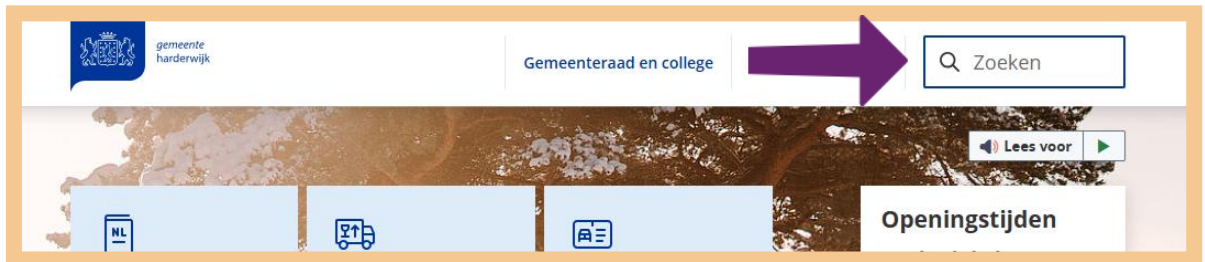 gemeente
harderwijk
Gemeenteraad en college
Zoeken
Lees voor
NL
Openingstijden